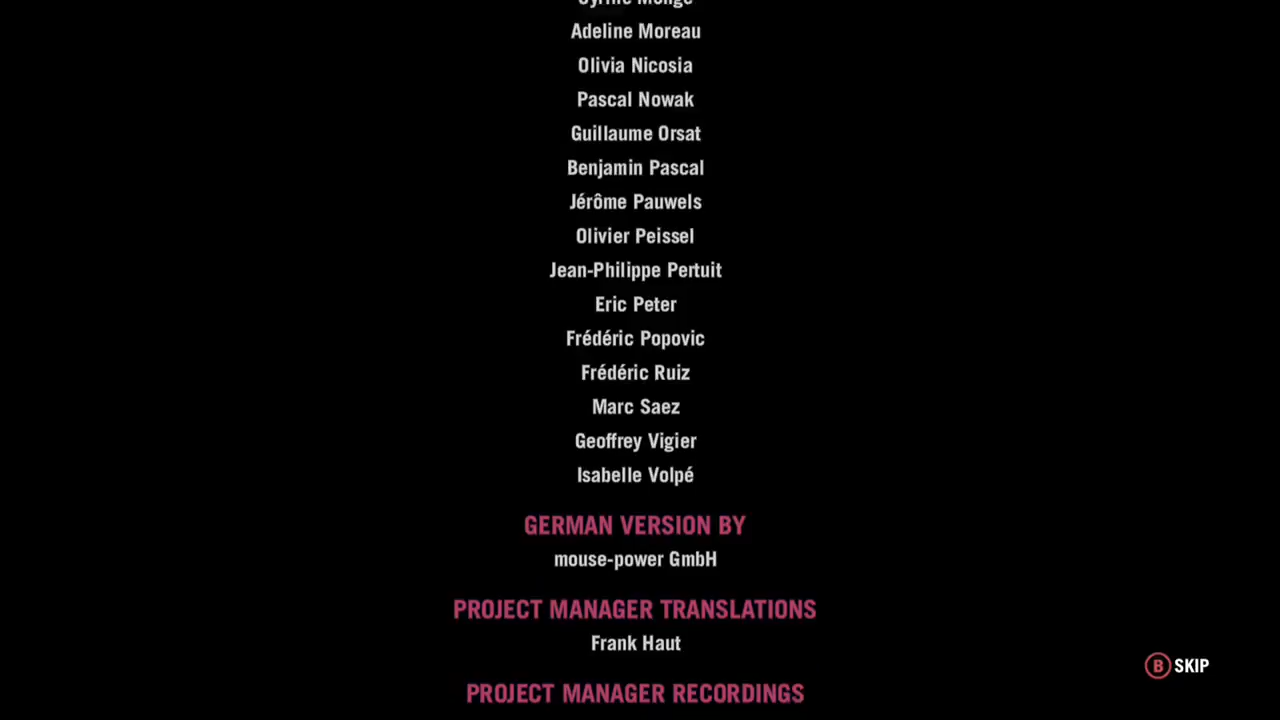 Adeline Moreau
Olivia Nicosia
Pascal Nowak
Guillaume Orsat
Benjamin Pascal
Jérôme Pauwels
Olivier Peissel
Jean-Philippe Pertuit
Eric Peter
Frédéric Popovic
Frédéric Ruiz
Marc Saez
Geoffrey Vigier
Isabelle Volpé
GERMAN VERSION BY
mouse-power GmbH
PROJECT MANAGER TRANSLATIONS
Frank Haut
B SKIP
PROJECT MANAGER RECORDINGS